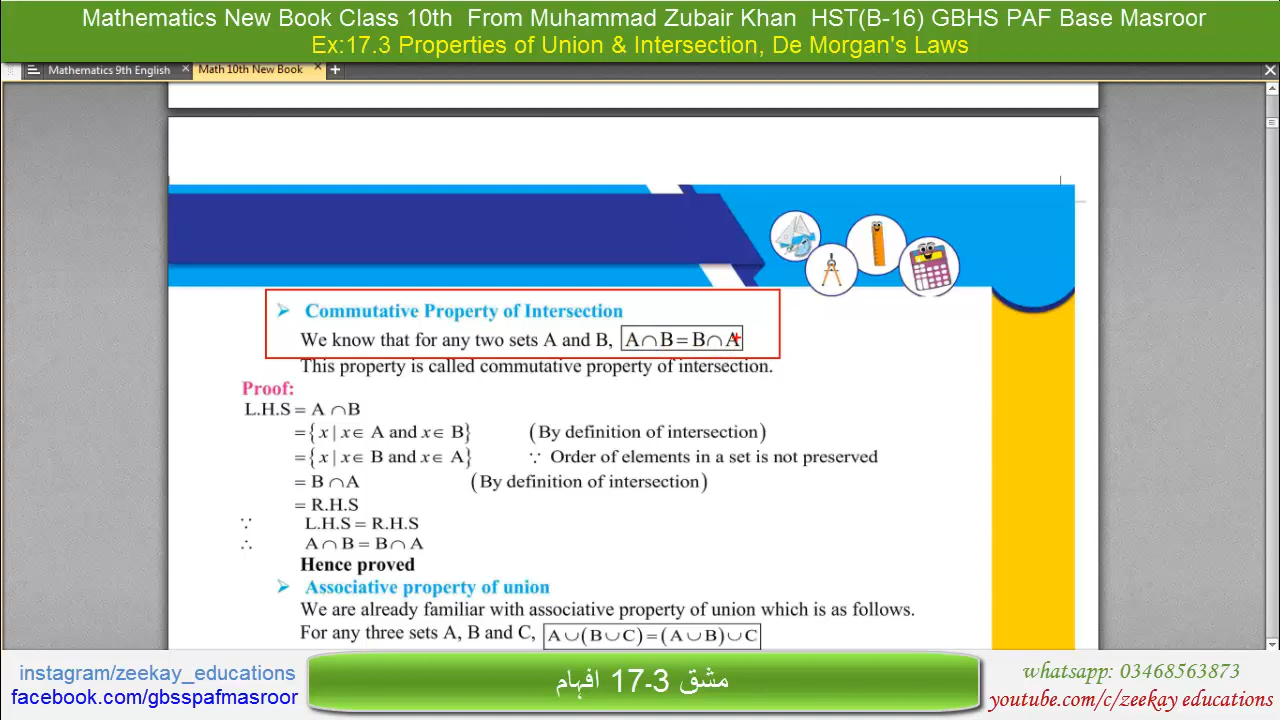 Mathematics New Book Class 10th From Muhammad Zubair Khan HST(B-16) GBHS PAF Base Masroor
Ex:17.3 Properties of Union & Intersection, De Morgan's Laws
Mathematics 9th English × Math 10th New Book × +
Commutative Property of Intersection
We know that for any two sets A and B, A∩B=B∩A
This property is called commutative property of intersection.
Proof:
L.H.S = A ∩B
={x | x∈ A and x∈ B} (By definition of intersection)
={x | x∈ B and x∈ A} ∵ Order of elements in a set is not preserved
= B ∩A (By definition of intersection)
= R.H.S
∵ L.H.S = R.H.S
∴ A∩B = B∩A
Hence proved
Associative property of union
We are already familiar with associative property of union which is as follows.
For any three sets A, B and C, A∪(B∪C)=(A∪B)∪C
instagram/zeekay_educations
facebook.com/gbsspafmasroor
مشق 3-17 افہام
whatsapp: 03468563873
youtube.com/c/zeekay educations